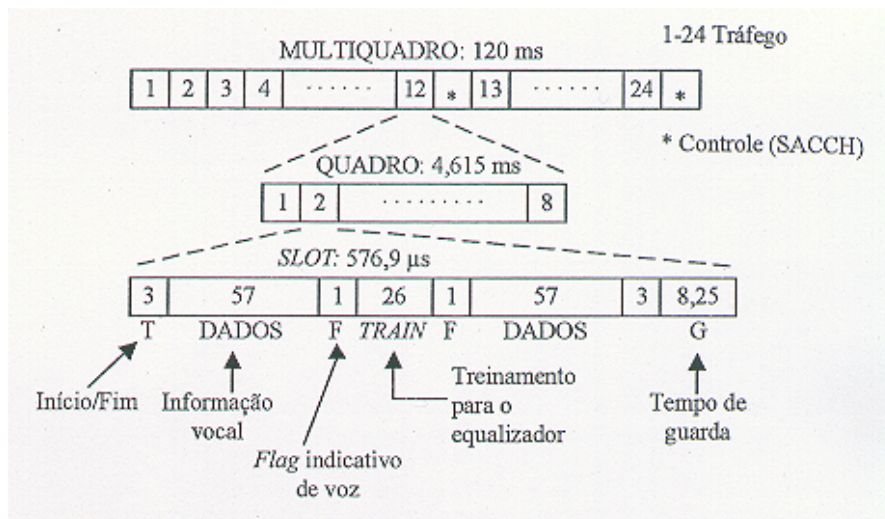 MULTIQUADRO: 120 ms
1-24 Tráfego
1 2 3 4 ······ 12 * 13 ······ 24 *
* Controle (SACCH)
QUADRO: 4,615 ms
1 2 ········· 8
SLOT: 576,9 µs
3 57 1 26 1 57 3 8,25
T DADOS F TRAIN F DADOS G
Início/Fim
Informação
vocal
Flag indicativo
de voz
Treinamento
para o
equalizador
Tempo de
guarda